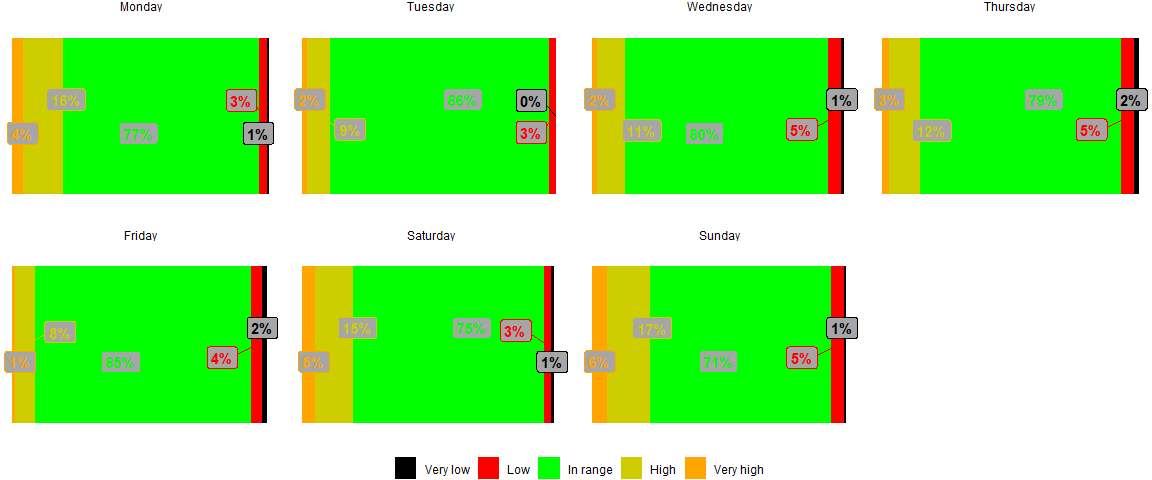 Monday Tuesday Wednesday Thursday
16% 3% 86% 0% 2% 1% 3% 79% 2%
4% 77% 1% 9% 3% 11% 80% 5% 12% 5%
Friday Saturday Sunday
8% 2% 15% 75% 3% 17% 1%
1% 85% 4% 5% 1% 6% 71% 5%
Very low Low In range High Very high